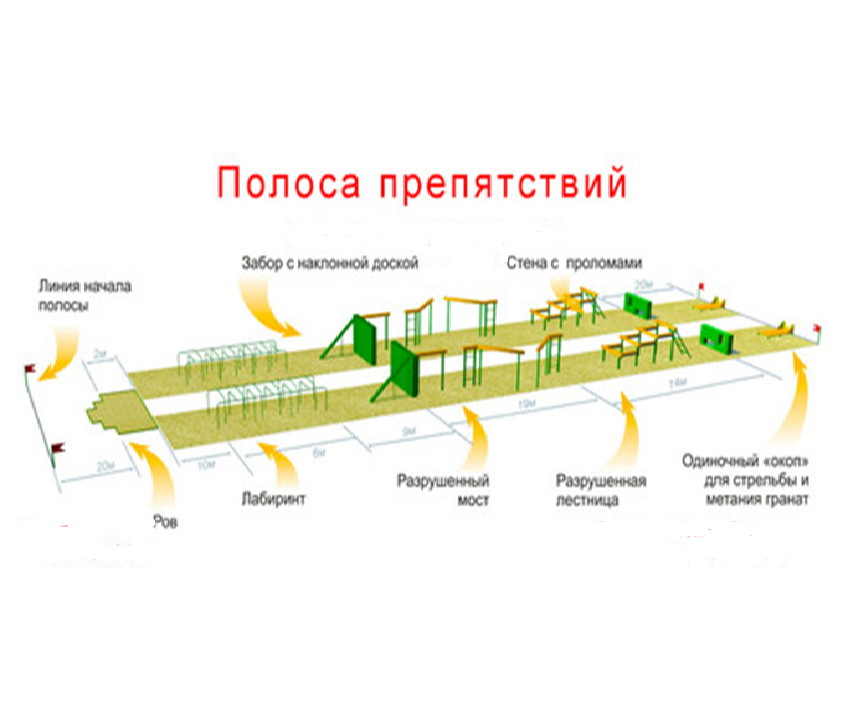 Полоса препятствий
Забор с наклонной доской
Стена с проломами
Линия начала
полосы
20м
2м
14м
19м
9м
6м
10м
20м
Разрушенный
мост
Разрушенная
лестница
Одиночный «окоп»
для стрельбы и
метания гранат
Лабиринт
Ров